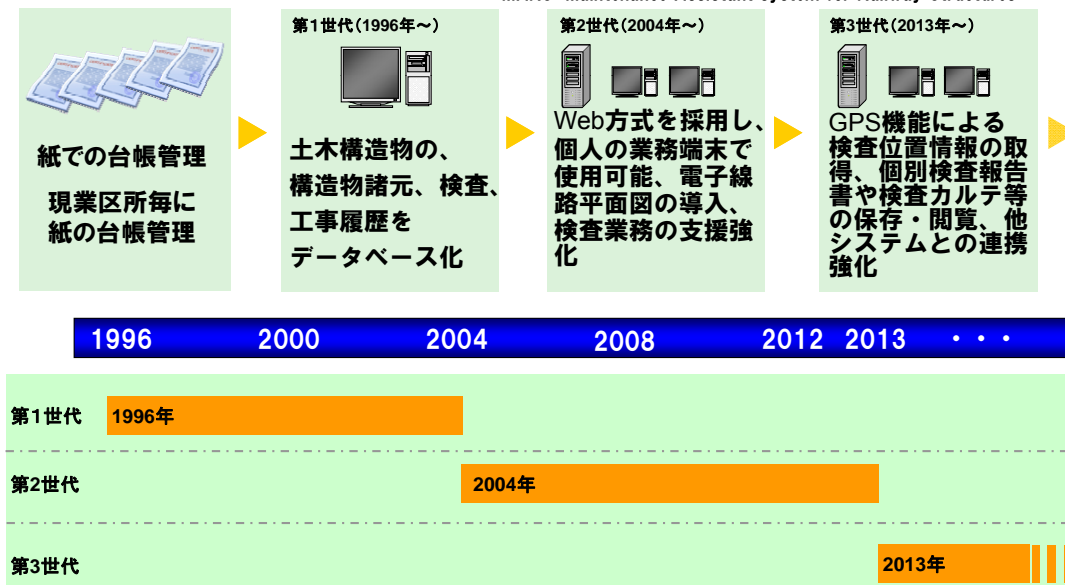 第1世代（1996年～）
第2世代（2004年～）
第3世代（2013年～）
紙での台帳管理
現業区所毎に
紙の台帳管理
土木構造物の、
構造物諸元、検査、
工事履歴を
データベース化
Web方式を採用し、
個人の業務端末で
使用可能、電子線
路平面図の導入、
検査業務の支援強
化
GPS機能による
検査位置情報の取
得、個別検査報告
書や検査カルテ等
の保存・閲覧、他
システムとの連携
強化
1996 2000 2004 2008 2012 2013 ・・・
第1世代 1996年
第2世代 2004年
第3世代 2013年